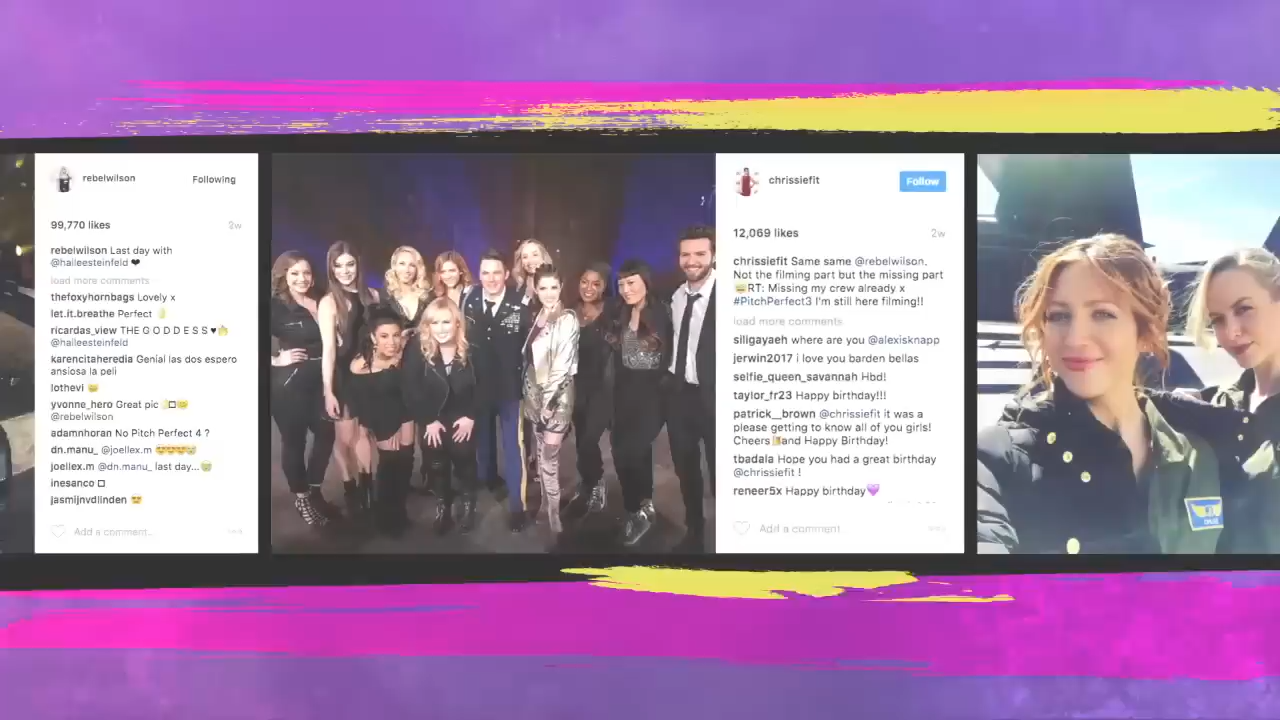 rebelwilson
Following
99,770 likes
2w
rebelwilson Last day with
@haileesteinfeld ❤
load more comments
thefoxyhornbags Lovely x
let.it.breathe Perfect
ricardas_view THE G O D D E S S ♥🔥
@haileesteinfeld
karencitaheredia Genial las dos espero
ansiosa la peli
lothevi
yvonne_hero Great pic
@rebelwilson
adamnhoran No Pitch Perfect 4 ?
dn.manu_ @joellex.m
joellex.m @dn.manu_ last day...
inesanco
jasmijnvdlinden 😍
Add a comment...
chrissiefit
Follow
12,069 likes
2w
chrissiefit Same same @rebelwilson.
Not the filming part but the missing part
RT: Missing my crew already x
#PitchPerfect3 I'm still here filming!!
load more comments
siligayaeh where are you @alexisknapp
jerwin2017 i love you barden bellas
selfie_queen_savannah Hbd!
taylor_fr23 Happy birthday!!!
patrick__brown @chrissiefit it was a
please getting to know all of you girls!
Cheers and Happy Birthday!
tbadala Hope you had a great birthday
@chrissiefit !
reneer5x Happy birthday💜
Add a comment...